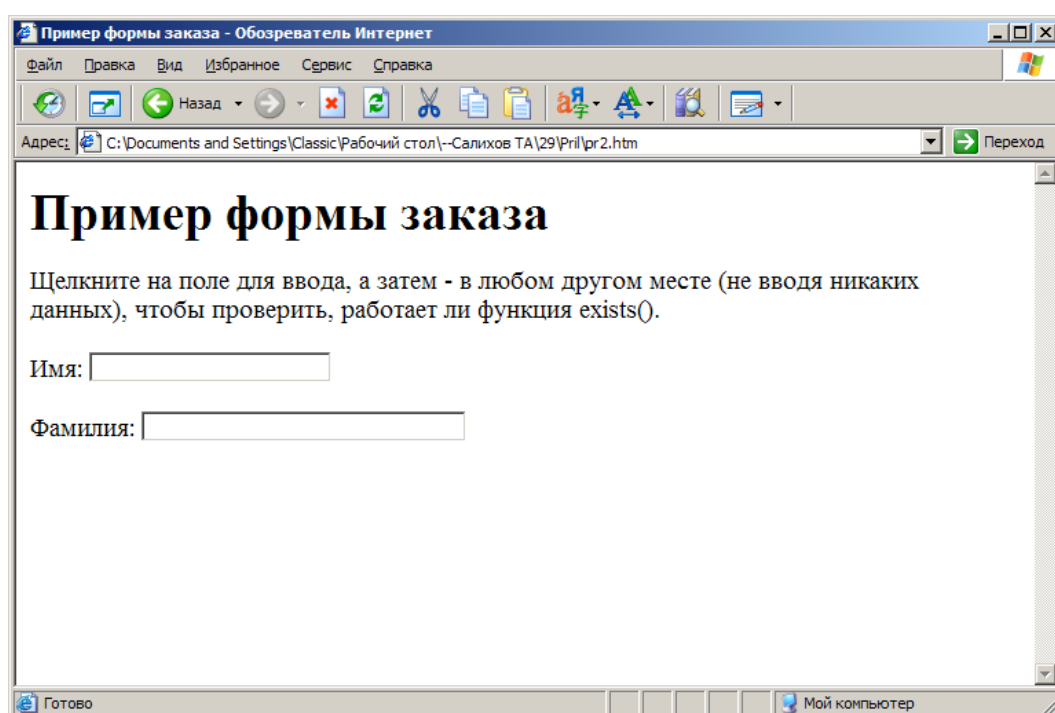 Пример формы заказа - Обозреватель Интернет
Файл Правка Вид Избранное Сервис Справка
Назад
Адрес: C:\Documents and Settings\Classic\Рабочий стол\--Салихов ТА\29\Pril\pr2.htm Переход
Пример формы заказа
Щелкните на поле для ввода, а затем - в любом другом месте (не вводя никаких
данных), чтобы проверить, работает ли функция exists().
Имя:
Фамилия:
Готово Мой компьютер